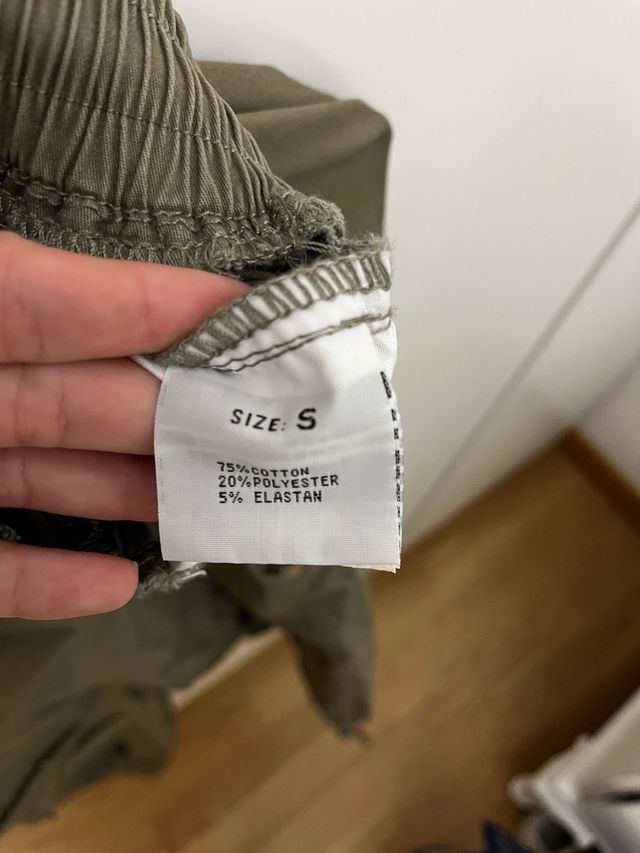 SIZE: S
75%COTTON
20%POLYESTER
5% ELASTAN